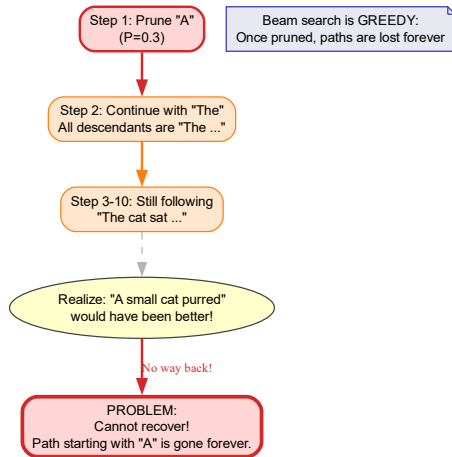 Step 1: Prune "A"
(P=0.3)
Beam search is GREEDY:
Once pruned, paths are lost forever
Step 2: Continue with "The"
All descendants are "The ..."
Step 3-10: Still following
"The cat sat ..."
Realize: "A small cat purred"
would have been better!
No way back!
PROBLEM:
Cannot recover!
Path starting with "A" is gone forever.